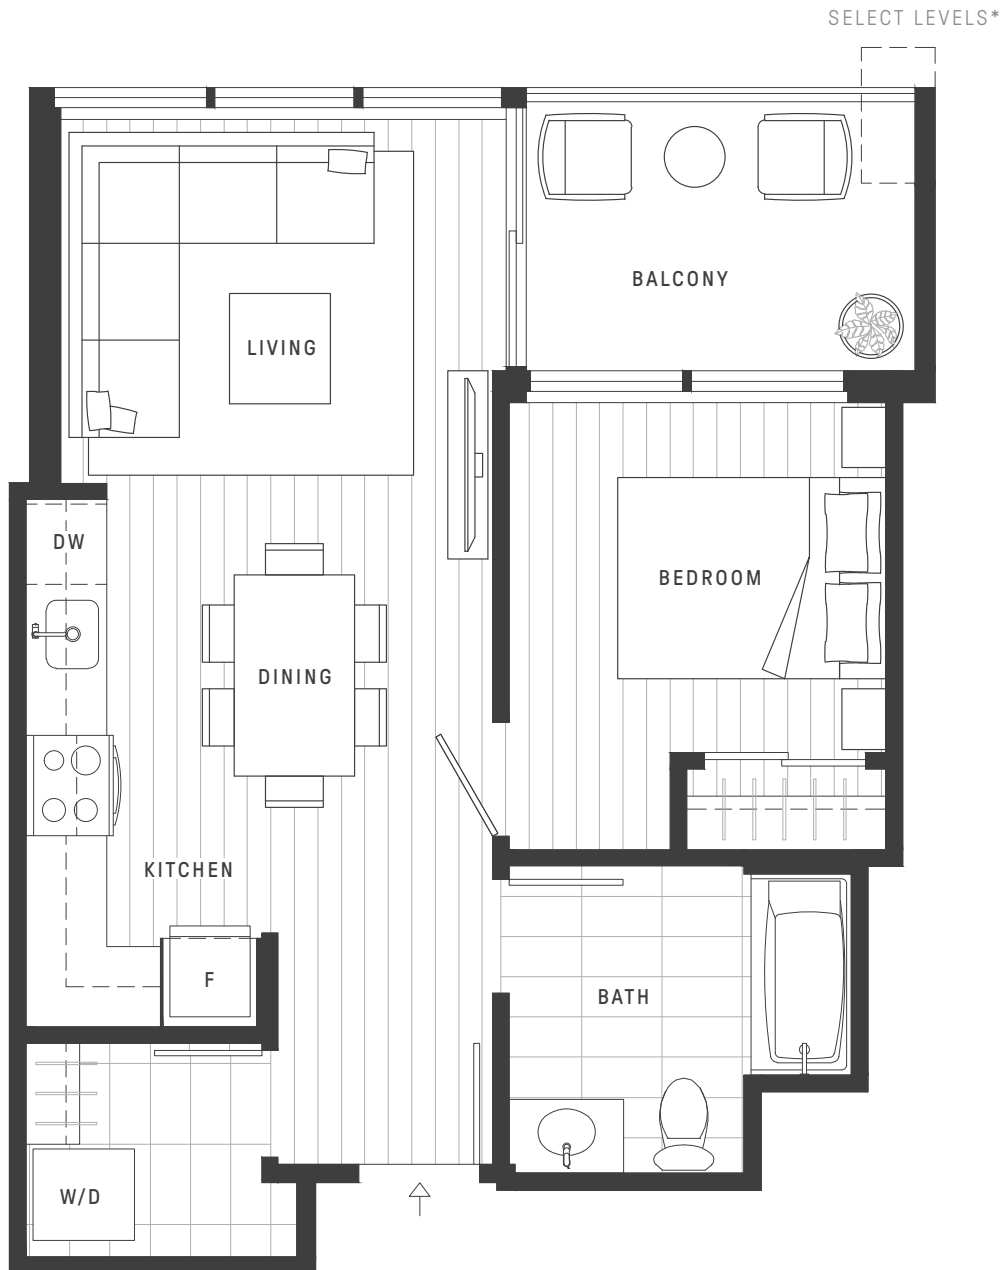 SELECT LEVELS*
BALCONY
LIVING
DW
BEDROOM
DINING
KITCHEN
F
BATH
W/D